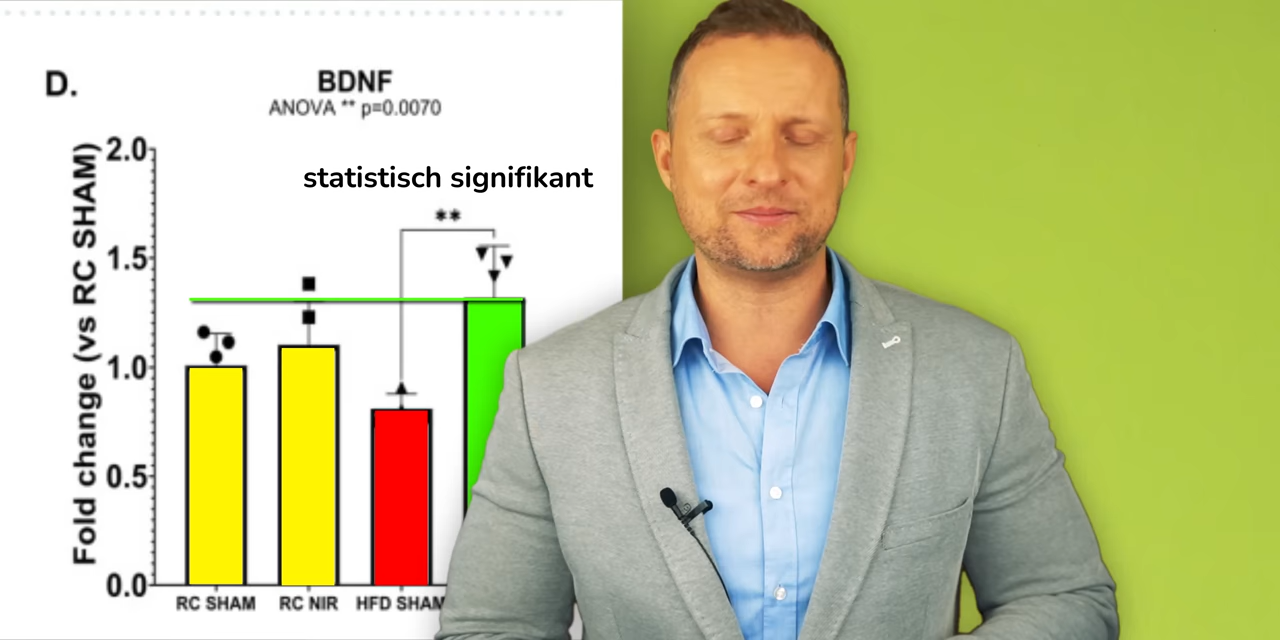 D.
BDNF
ANOVA ** p=0.0070
statistisch signifikant
**
Fold change (vs RC SHAM)
2.0
1.5
1.0
0.5
0.0
RC SHAM RC NIR HFD SHAM